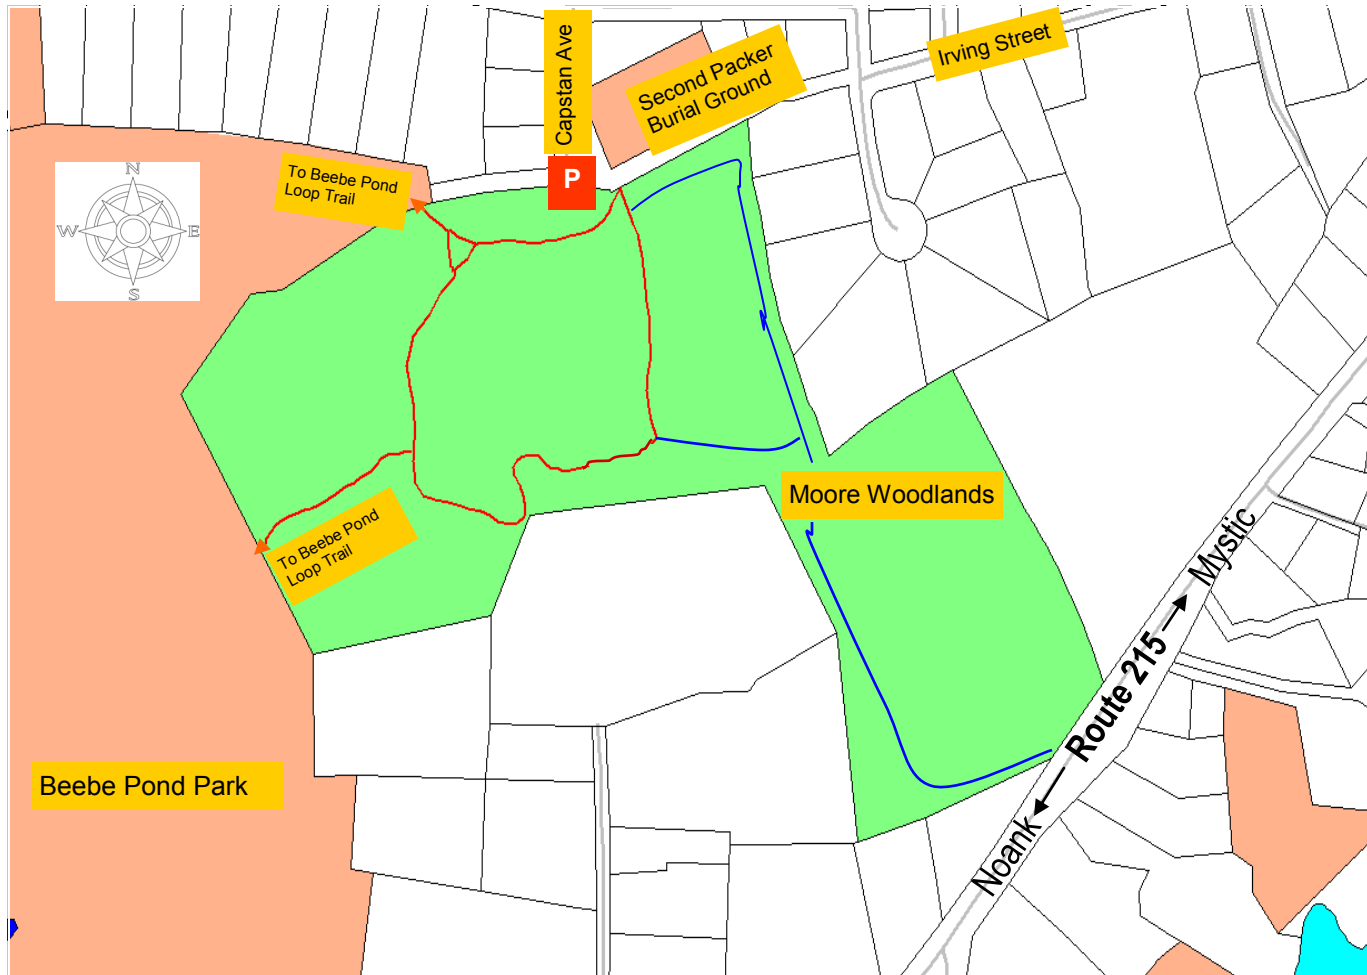 Capstan Ave
Second Packer
Burial Ground
Irving Street
P
To Beebe Pond
Loop Trail
N
W
E
S
Moore Woodlands
To Beebe Pond
Loop Trail
Mystic
Route 215
Noank
Beebe Pond Park